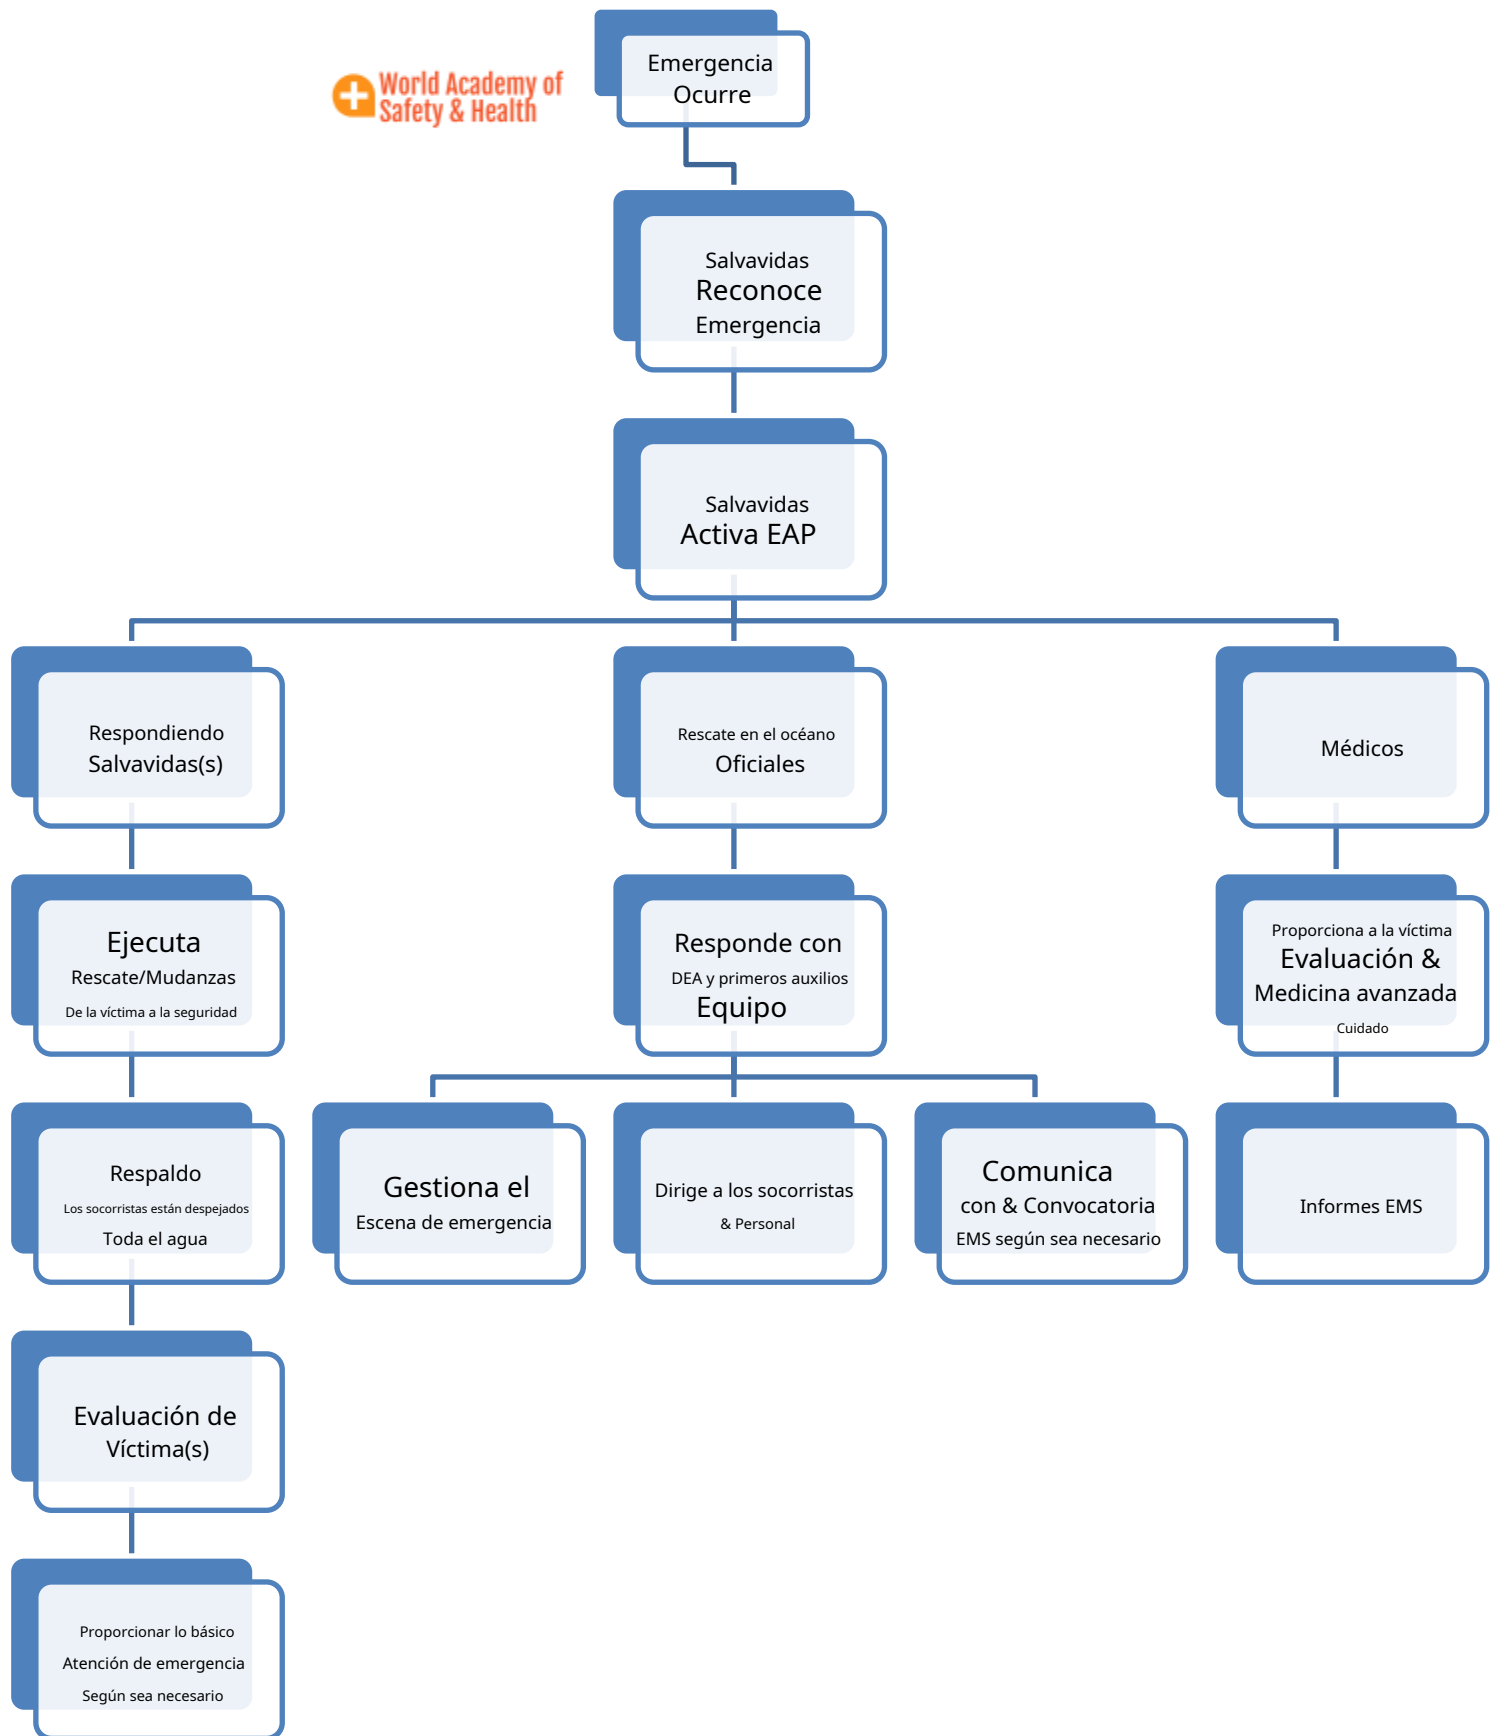 World Academy of
Safety & Health
Emergencia
Ocurre
Salvavidas
Reconoce
Emergencia
Salvavidas
Activa EAP
Respondiendo
Salvavidas(s)
Rescate en el océano
Oficiales
Médicos
Ejecuta
Rescate/Mudanzas
De la víctima a la seguridad
Responde con
DEA y primeros auxilios
Equipo
Proporciona a la víctima
Evaluación &
Medicina avanzada
Cuidado
Respaldo
Los socorristas están despejados
Toda el agua
Gestiona el
Escena de emergencia
Dirige a los socorristas
& Personal
Comunica
con & Convocatoria
EMS según sea necesario
Informes EMS
Evaluación de
Víctima(s)
Proporcionar lo básico
Atención de emergencia
Según sea necesario